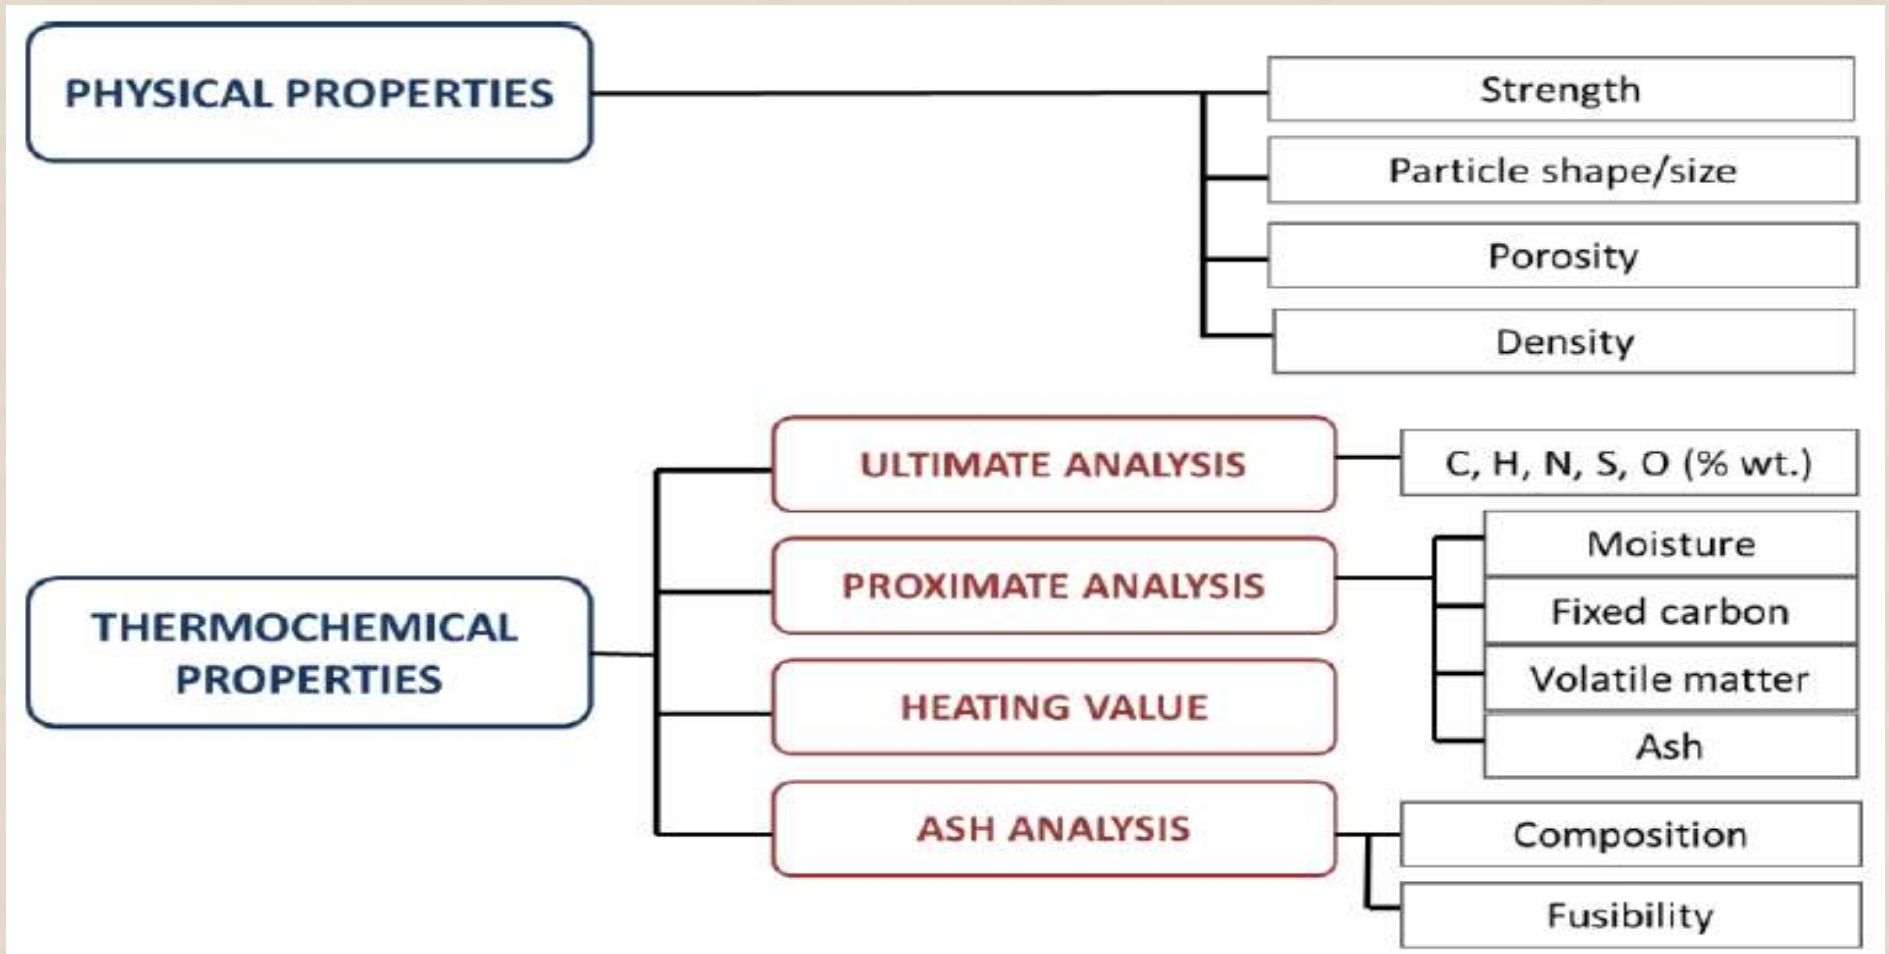 PHYSICAL PROPERTIES
Strength
Particle shape/size
Porosity
Density
THERMOCHEMICAL
PROPERTIES
ULTIMATE ANALYSIS
C, H, N, S, O (% wt.)
PROXIMATE ANALYSIS
Moisture
Fixed carbon
Volatile matter
Ash
HEATING VALUE
ASH ANALYSIS
Composition
Fusibility